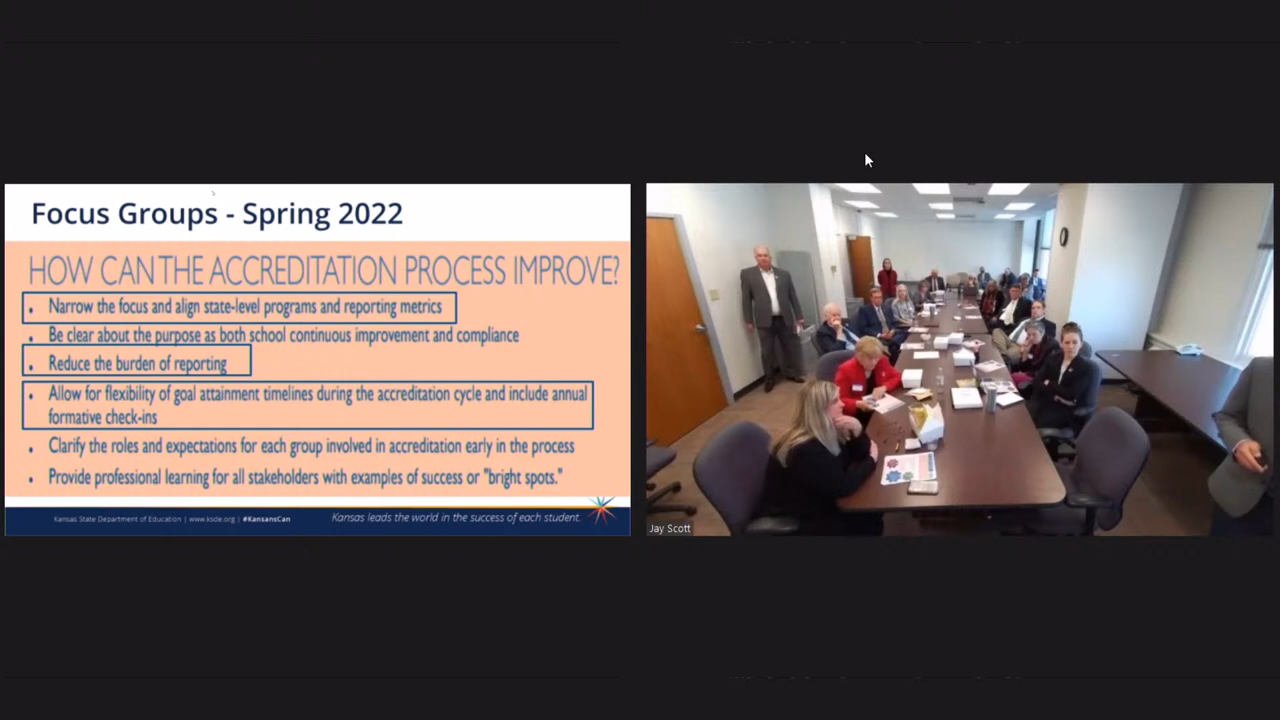 Focus Groups - Spring 2022
HOW CAN THE ACCREDITATION PROCESS IMPROVE?
• Narrow the focus and align state-level programs and reporting metrics
• Be clear about the purpose as both school continuous improvement and compliance
• Reduce the burden of reporting
• Allow for flexibility of goal attainment timelines during the accreditation cycle and include annual
formative check-ins
• Clarify the roles and expectations for each group involved in accreditation early in the process
• Provide professional learning for all stakeholders with examples of success or "bright spots."
Kansas State Department of Education | www.ksde.org | #KansansCan
Kansas leads the world in the success of each student.
Jay Scott